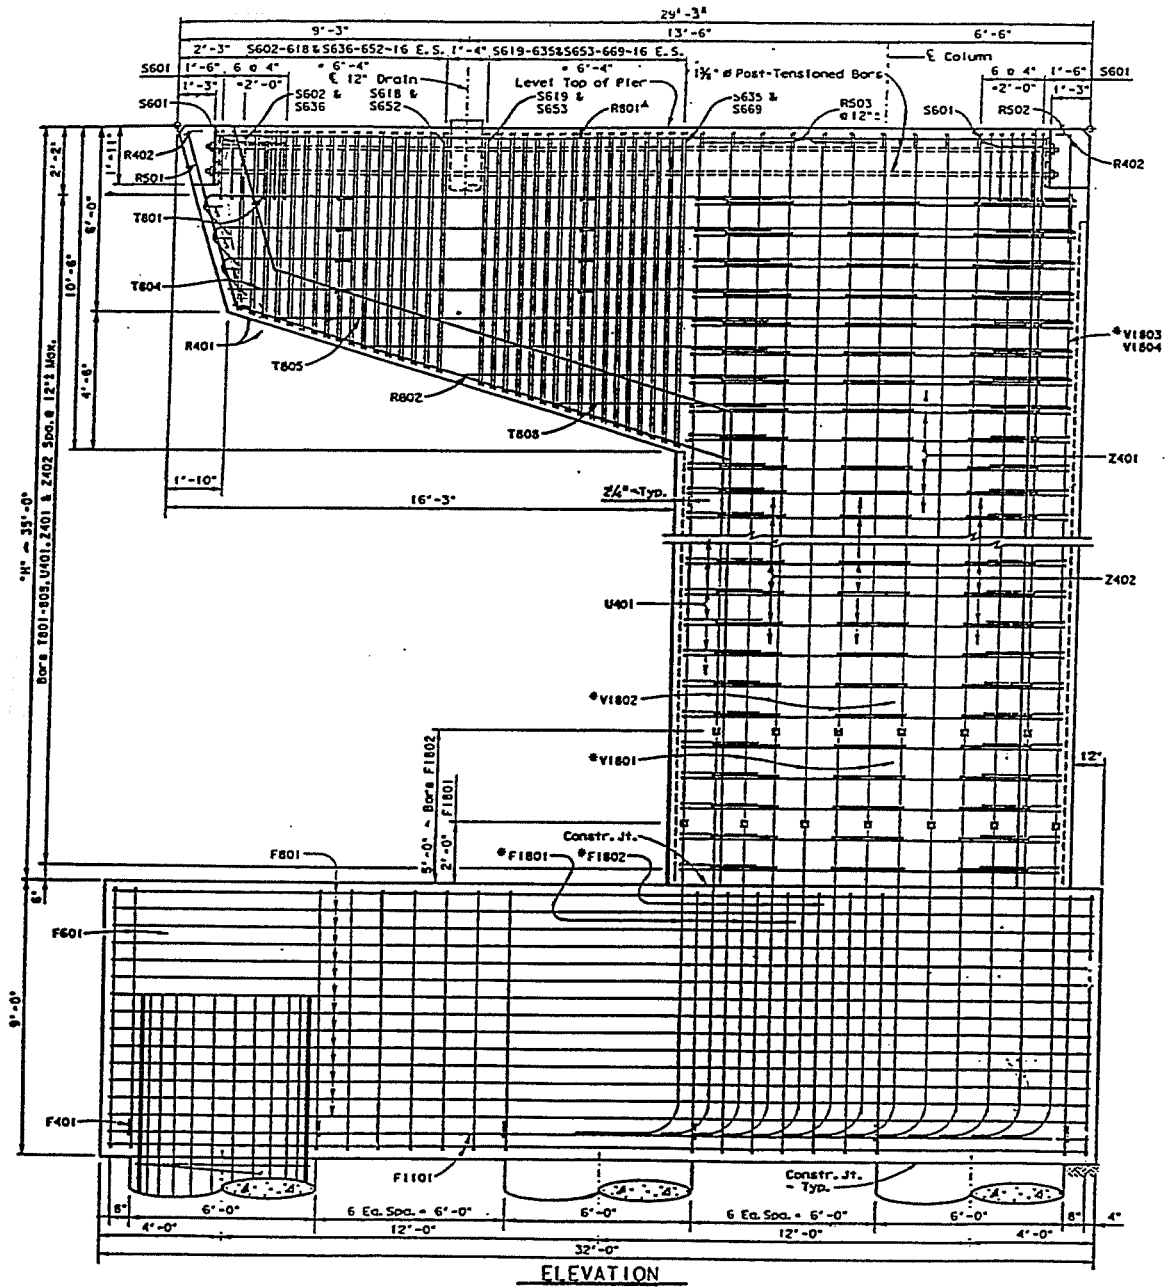 29'-3"
9'-3" 13'-6" 6'-6"
2'-3" S602-618 & S636-652-16 E.S. 1'-4" S619-635&S653-669-16 E.S. ℄ Column
S601 1'-6" 6 @ 4" = 6'-4" = 6'-4" 1⅜" ø Post-Tensioned Bars 6 @ 4" 1'-6" S601
1'-3" =2'-0" ℄ 12" Drain Level Top of Pier =2'-0" 1'-3"
S601 S602 & S636 S618 & S652 S619 & S653 R801 S635 & S669 R503 @ 12"± S601 R502
R402 R402
R501
T801
T804
R401
T805
R802
T808
2'-2"
1'-11"
6'-0"
10'-6"
4'-6"
"H" = 35'-0"
Bars T801-809, U401, Z401 & Z402 Spa. @ 12"± Max.
1'-10"
16'-3"
*V1803
V1804
Z401
2¼" Typ.
Z402
U401
*V1802
*V1801
12"
5'-0" = Bars F1802
2'-0" F1801
Constr. Jt.
F801 *F1801 *F1802
6"
F601
9'-0"
F401
F1101
Constr. Jt. - Typ.
6" 6'-0" 6 Ea. Spa. = 6'-0" 6'-0" 6 Ea. Spa. = 6'-0" 6'-0" 4"
4'-0" 12'-0" 12'-0" 4'-0"
32'-0"
ELEVATION